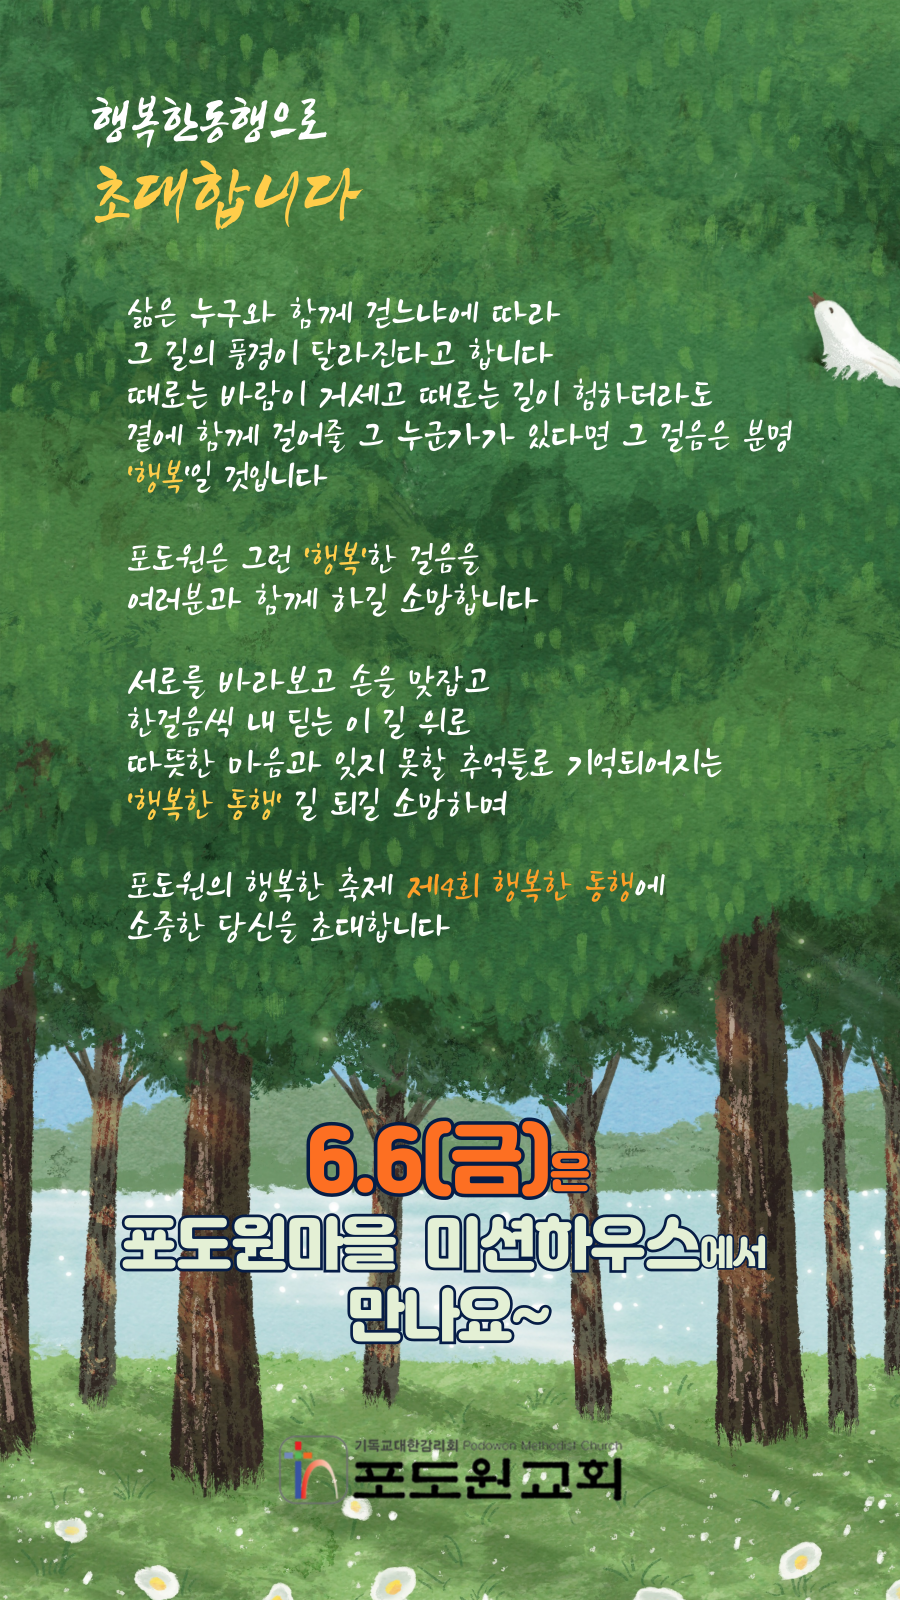 행복한동행으로
초대합니다
삶은 누구와 함께 걷느냐에 따라
그 길의 풍경이 달라진다고 합니다
때로는 바람이 거세고 때로는 길이 험하더라도
곁에 함께 걸어줄 그 누군가가 있다면 그 걸음은 분명
'행복'일 것입니다
포도원은 그런 '행복'한 걸음을
여러분과 함께 하길 소망합니다
서로를 바라보고 손을 맞잡고
한걸음씩 내 딛는 이 길 위로
따뜻한 마음과 잊지 못할 추억들로 기억되어지는
'행복한 동행' 길 되길 소망하며
포도원의 행복한 축제 제4회 행복한 동행에
소중한 당신을 초대합니다
6.6(금)은
포도원마을 미션하우스에서
만나요~
기독교대한감리회 Podowon Methodist Church
포도원교회